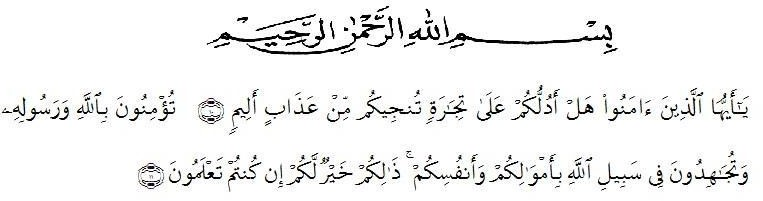 بِسْمِ اللهِ الرَّحْمٰنِ الرَّحِيمِ
يَٰٓأَيُّهَا ٱلَّذِينَ ءَامَنُوا۟ هَلْ أَدُلُّكُمْ عَلَىٰ تِجَٰرَةٍ تُنجِيكُم مِّنْ عَذَابٍ أَلِيمٍ ۝١٠ تُؤْمِنُونَ بِٱللَّهِ وَرَسُولِهِۦ
وَتُجَٰهِدُونَ فِى سَبِيلِ ٱللَّهِ بِأَمْوَٰلِكُمْ وَأَنفُسِكُمْ ۚ ذَٰلِكُمْ خَيْرٌ لَّكُمْ إِن كُنتُمْ تَعْلَمُونَ ۝١١